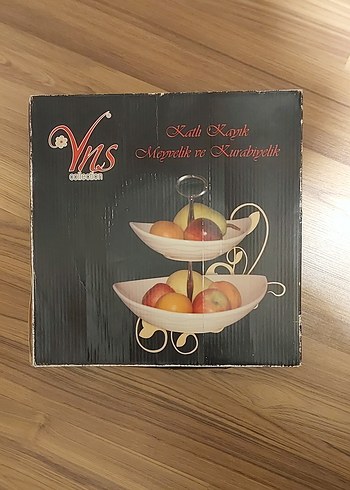 Vns
collection
Katlı Kayık
Meyvelik ve Kurabiyelik